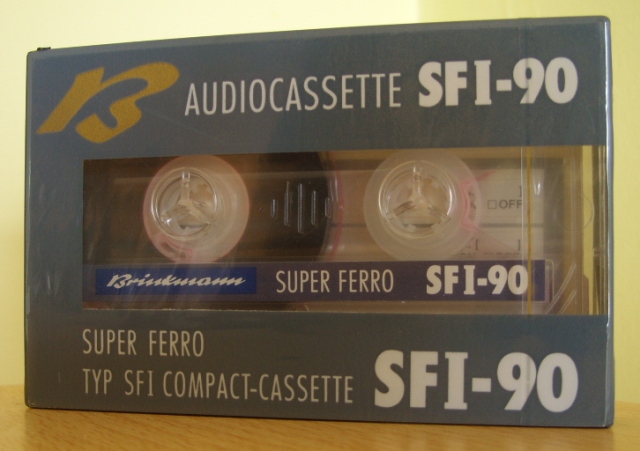 B AUDIOCASSETTE SFI-90
OFF
Brinkmann SUPER FERRO SFI-90
SUPER FERRO
TYP SFI COMPACT-CASSETTE SFI-90